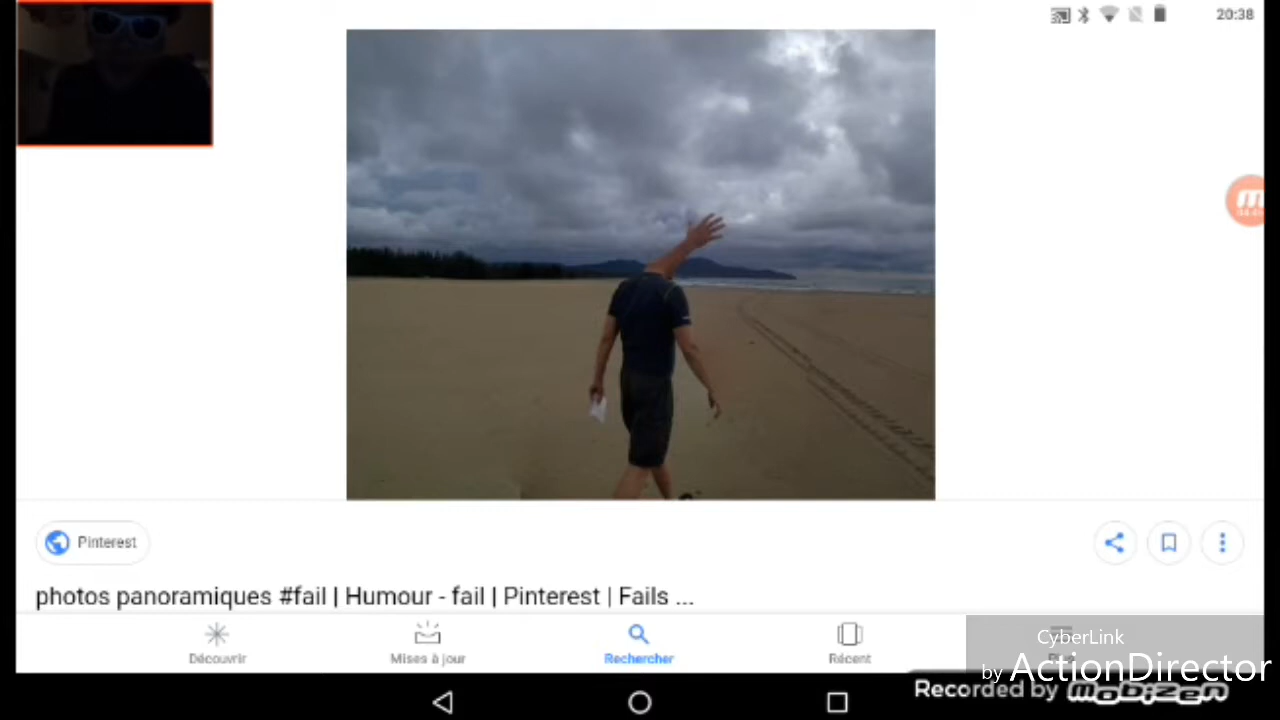 20:38
Pinterest
photos panoramiques #fail | Humour - fail | Pinterest | Fails ...
Découvrir
Mises à jour
Rechercher
Récent
CyberLink
by ActionDirector
Recorded by mobizen